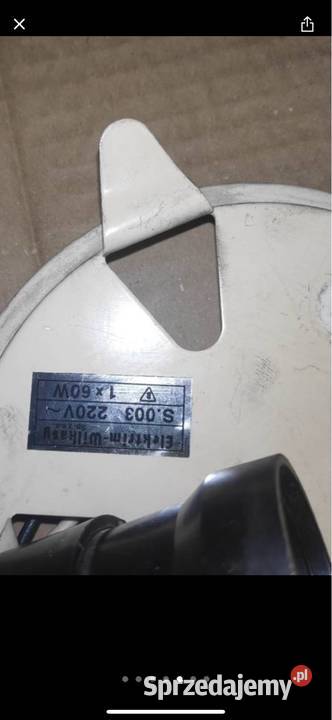 Elektrim-Wilkasy
S.003 220V~
1x60W
Sprzedajemy.pl